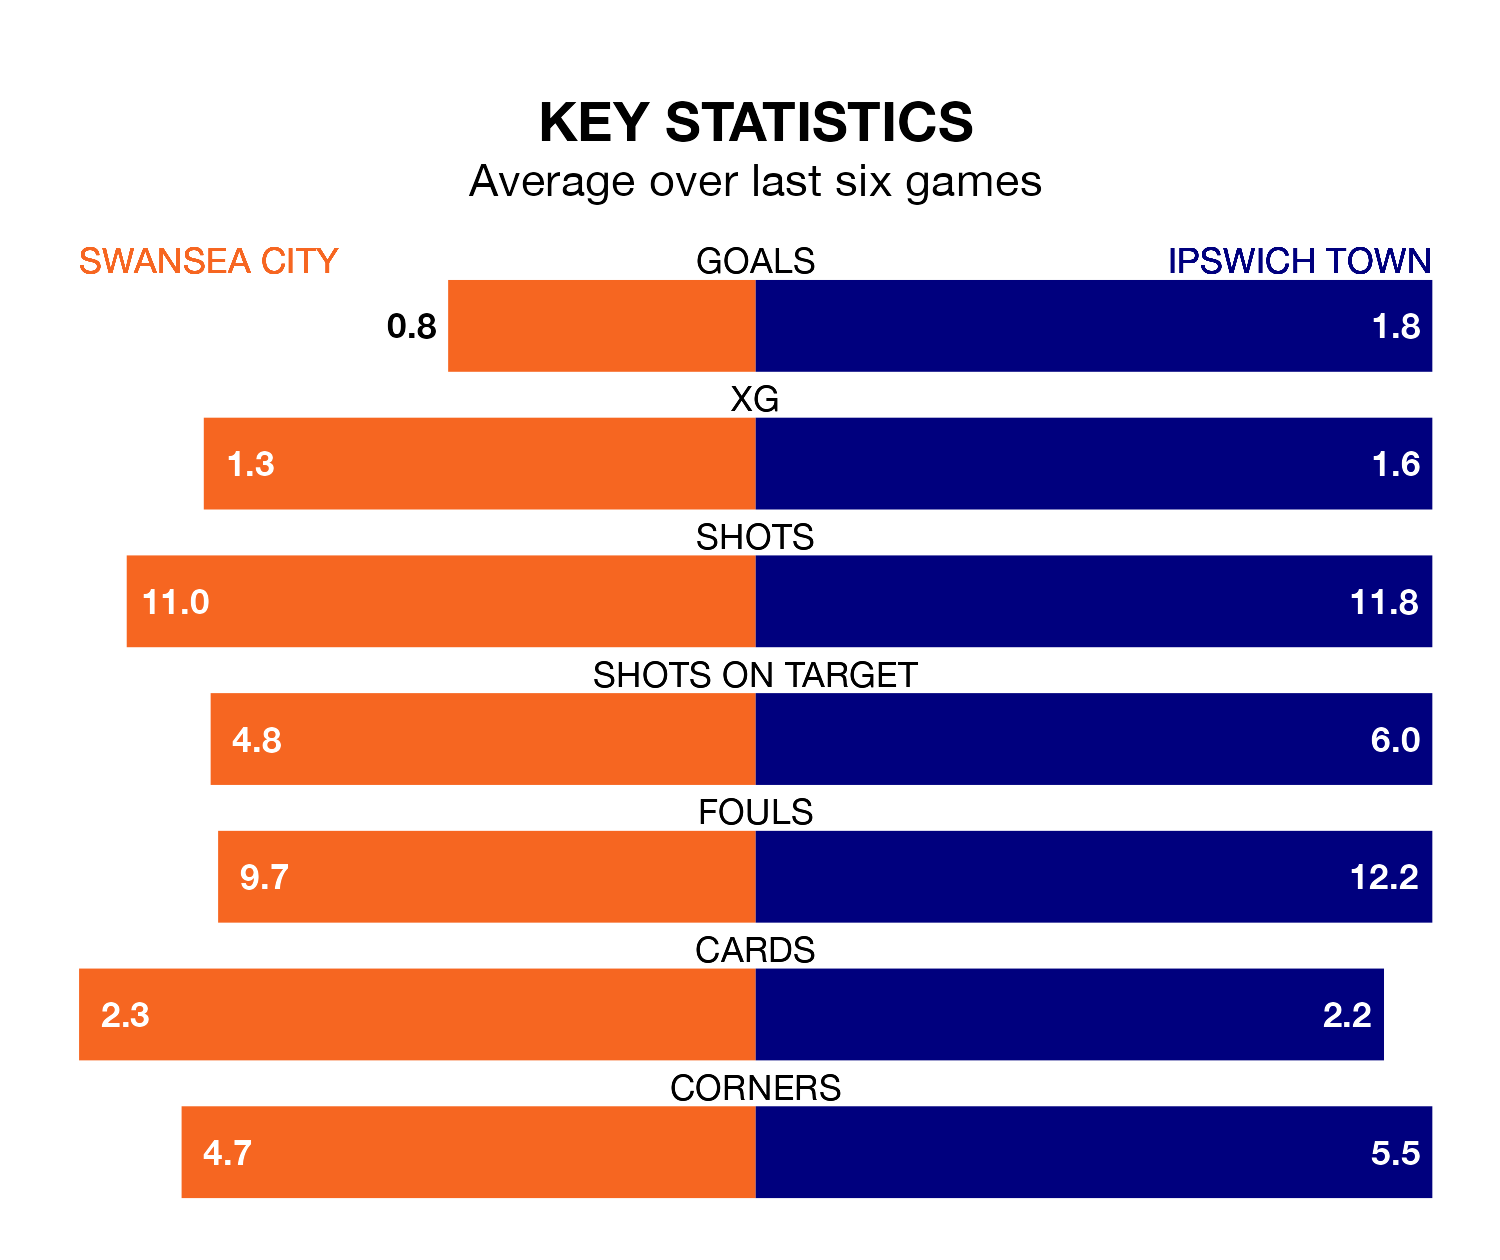 KEY STATISTICS
Average over last six games
SWANSEA CITY GOALS IPSWICH TOWN
0.8 1.8
XG
1.3 1.6
SHOTS
11.0 11.8
SHOTS ON TARGET
4.8 6.0
FOULS
9.7 12.2
CARDS
2.3 2.2
CORNERS
4.7 5.5